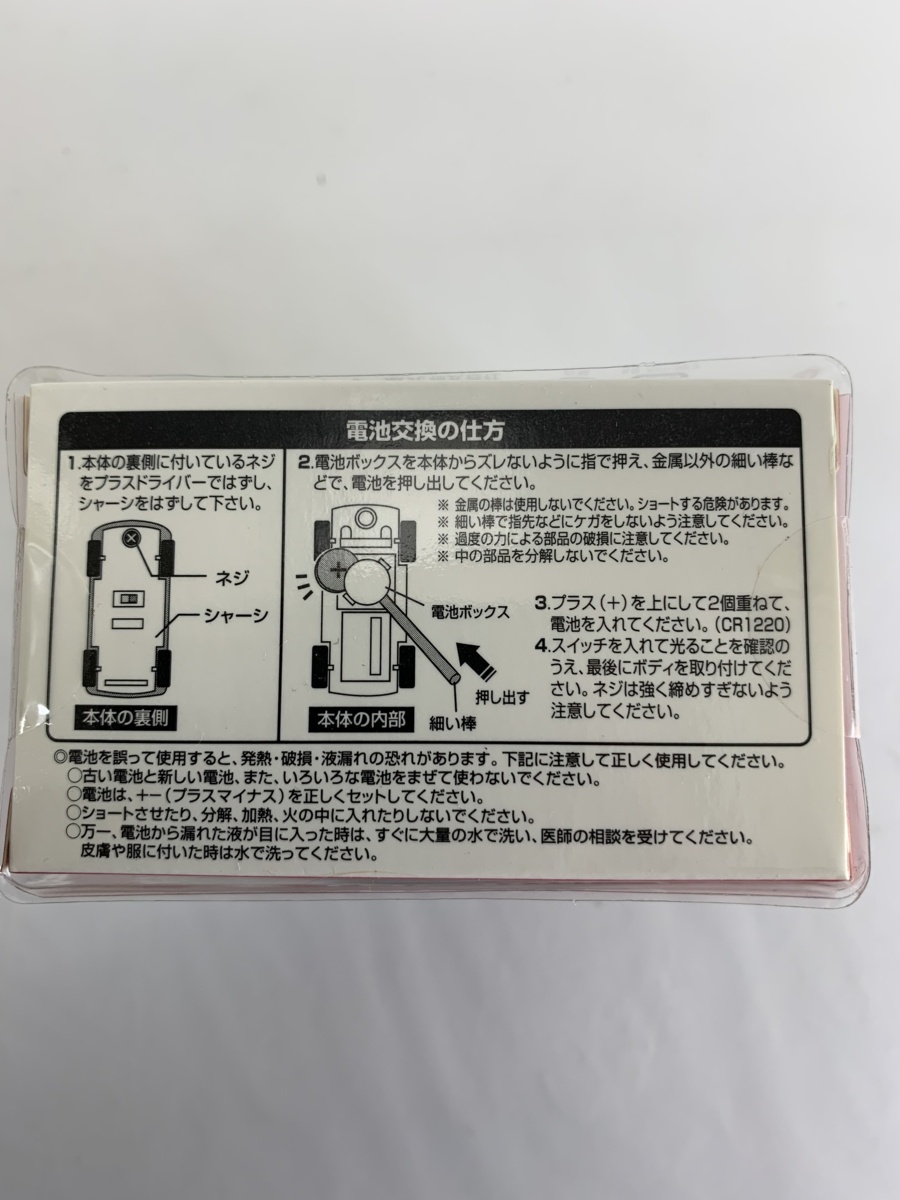 電池交換の仕方
1.本体の裏側に付いているネジ
をプラスドライバーではずし、
シャーシをはずして下さい。
ネジ
シャーシ
本体の裏側
2.電池ボックスを本体からズレないように指で押え、金属以外の細い棒な
どで、電池を押し出してください。
※ 金属の棒は使用しないでください。ショートする危険があります。
※ 細い棒で指先などにケガをしないよう注意してください。
※ 過度の力による部品の破損に注意してください。
※ 中の部品を分解しないでください。
+
電池ボックス
押し出す
細い棒
本体の内部
3.プラス(+)を上にして2個重ねて、
電池を入れてください。(CR1220)
4.スイッチを入れて光ることを確認の
うえ、最後にボディを取り付けてくだ
さい。ネジは強く締めすぎないよう
注意してください。
◎電池を誤って使用すると、発熱・破損・液漏れの恐れがあります。下記に注意して正しく使用してください。
○古い電池と新しい電池、また、いろいろな電池をまぜて使わないでください。
○電池は、+−(プラスマイナス)を正しくセットしてください。
○ショートさせたり、分解、加熱、火の中に入れたりしないでください。
○万一、電池から漏れた液が目に入った時は、すぐに大量の水で洗い、医師の相談を受けてください。
皮膚や服に付いた時は水で洗ってください。